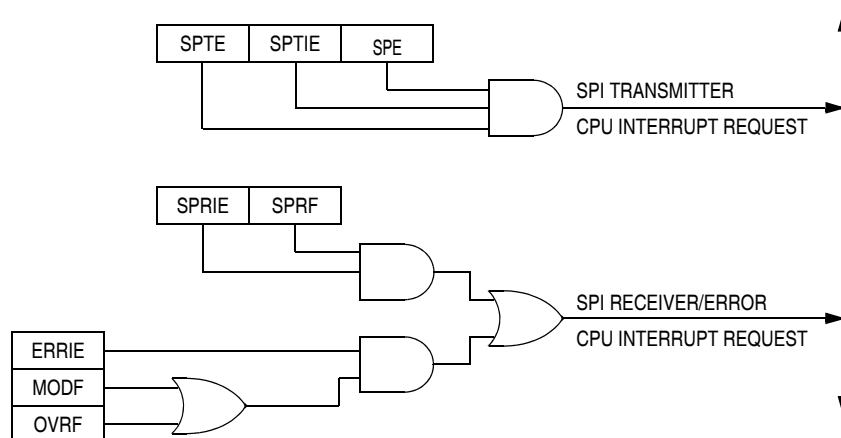 SPTE SPTIE SPE
SPI TRANSMITTER
CPU INTERRUPT REQUEST
SPRIE SPRF
SPI RECEIVER/ERROR
CPU INTERRUPT REQUEST
ERRIE
MODF
OVRF